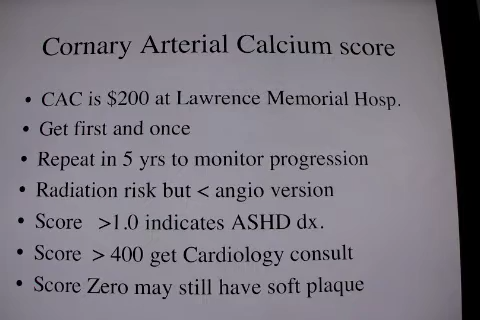 Cornary Arterial Calcium score
• CAC is $200 at Lawrence Memorial Hosp.
• Get first and once
• Repeat in 5 yrs to monitor progression
• Radiation risk but < angio version
• Score >1.0 indicates ASHD dx.
• Score > 400 get Cardiology consult
• Score Zero may still have soft plaque